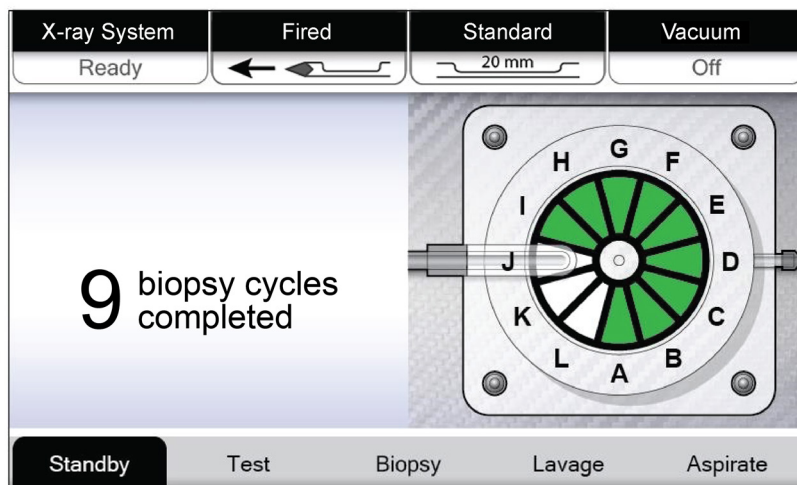 X-ray System Fired Standard Vacuum
Ready 20 mm Off
G
H F
I E
J D
9 biopsy cycles
completed
K C
L B
A
Standby Test Biopsy Lavage Aspirate